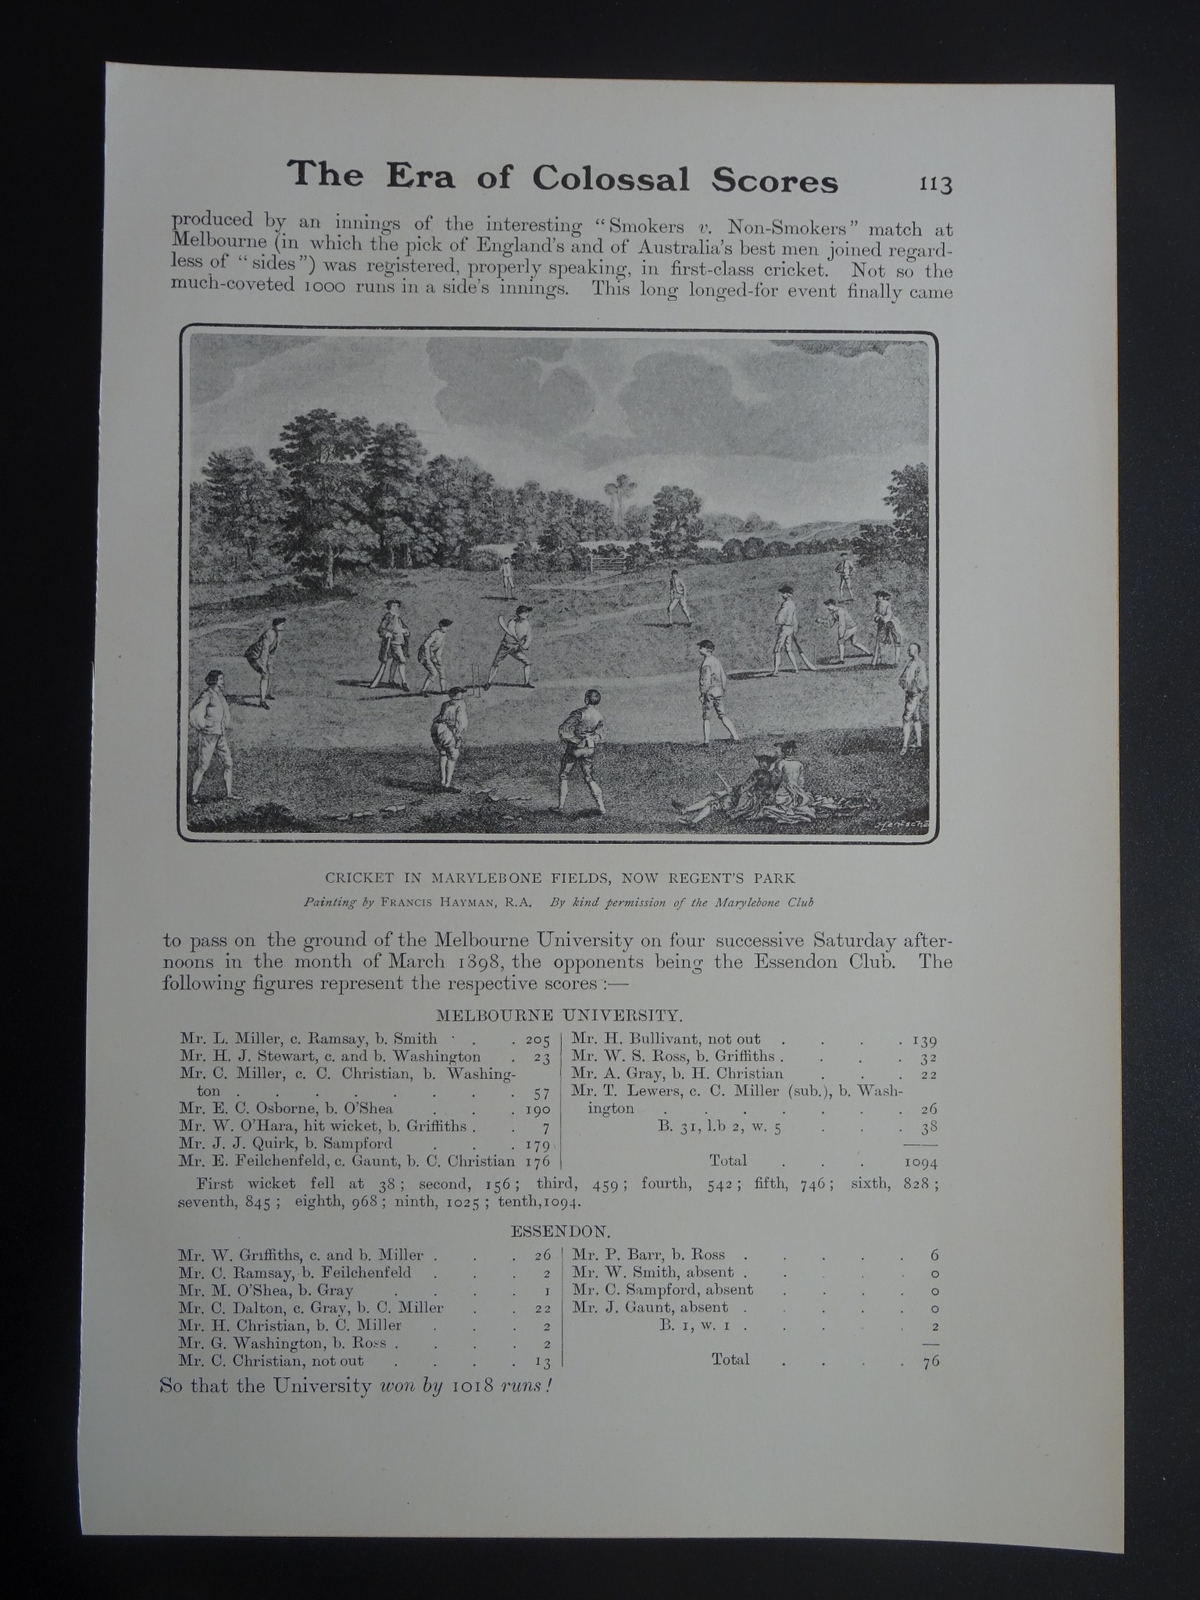 The Era of Colossal Scores 113
produced by an innings of the interesting "Smokers v. Non-Smokers" match at
Melbourne (in which the pick of England's and of Australia's best men joined regard-
less of "sides") was registered, properly speaking, in first-class cricket. Not so the
much-coveted 1000 runs in a side's innings. This long longed-for event finally came
CRICKET IN MARYLEBONE FIELDS, NOW REGENT'S PARK
Painting by FRANCIS HAYMAN, R.A. By kind permission of the Marylebone Club
to pass on the ground of the Melbourne University on four successive Saturday after-
noons in the month of March 1898, the opponents being the Essendon Club. The
following figures represent the respective scores :—
MELBOURNE UNIVERSITY.
Mr. L. Miller, c. Ramsay, b. Smith . . 205
Mr. H. J. Stewart, c. and b. Washington . 23
Mr. C. Miller, c. C. Christian, b. Washing-
ton . . . . . . . . 57
Mr. E. C. Osborne, b. O'Shea . . . 190
Mr. W. O'Hara, hit wicket, b. Griffiths . . 7
Mr. J. J. Quirk, b. Sampford . . . 179
Mr. E. Feilchenfeld, c. Gaunt, b. C. Christian 176
Mr. H. Bullivant, not out . . . . 139
Mr. W. S. Ross, b. Griffiths . . . . 32
Mr. A. Gray, b. H. Christian . . . 22
Mr. T. Lewers, c. C. Miller (sub.), b. Wash-
ington . . . . . . . 26
B. 31, l.b 2, w. 5 . . . 38
Total . . . 1094
First wicket fell at 38; second, 156; third, 459; fourth, 542; fifth, 746; sixth, 828;
seventh, 845; eighth, 968; ninth, 1025; tenth,1094.
ESSENDON.
Mr. W. Griffiths, c. and b. Miller . . . 26
Mr. C. Ramsay, b. Feilchenfeld . . . 2
Mr. M. O'Shea, b. Gray . . . . 1
Mr. C. Dalton, c. Gray, b. C. Miller . . 22
Mr. H. Christian, b. C. Miller . . . 2
Mr. G. Washington, b. Ross . . . . 2
Mr. C. Christian, not out . . . . 13
Mr. P. Barr, b. Ross . . . . . 6
Mr. W. Smith, absent . . . . . 0
Mr. C. Sampford, absent . . . . 0
Mr. J. Gaunt, absent . . . . . 0
B. 1, w. 1 . . . . . 2
Total . . . . 76
So that the University won by 1018 runs!